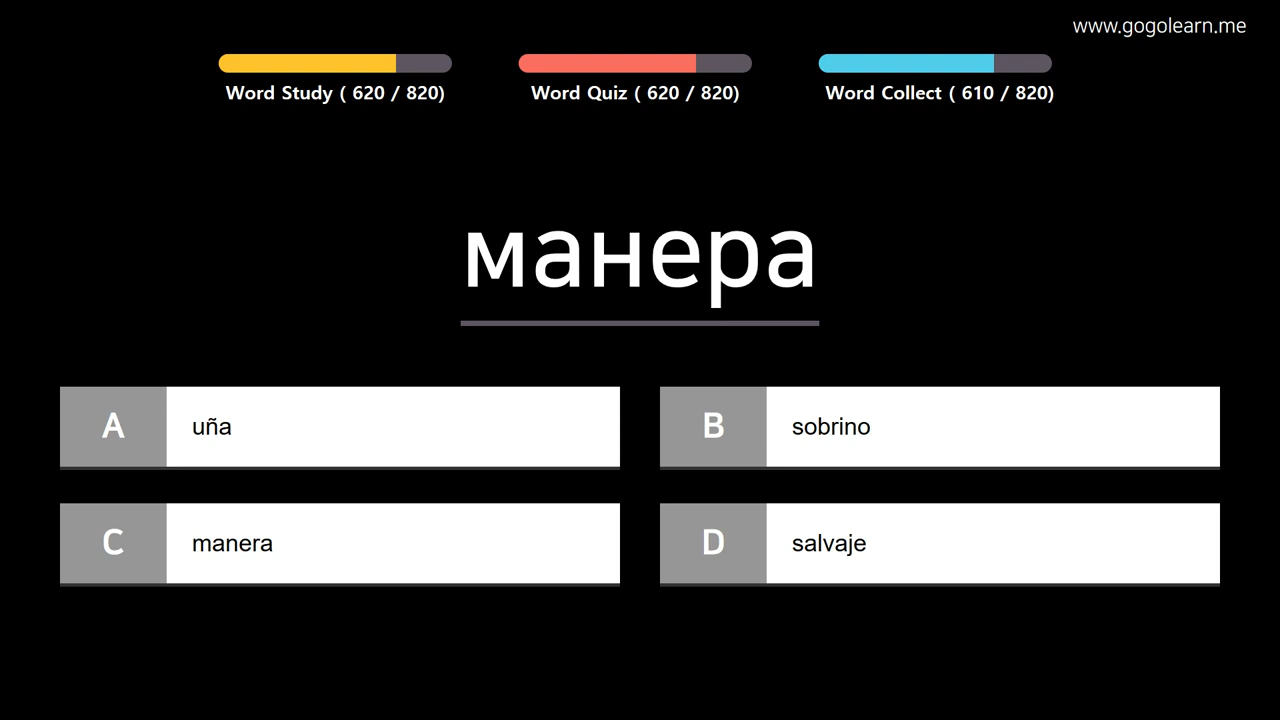 www.gogolearn.me
Word Study ( 620 / 820)
Word Quiz ( 620 / 820)
Word Collect ( 610 / 820)
манера
A uña
B sobrino
C manera
D salvaje